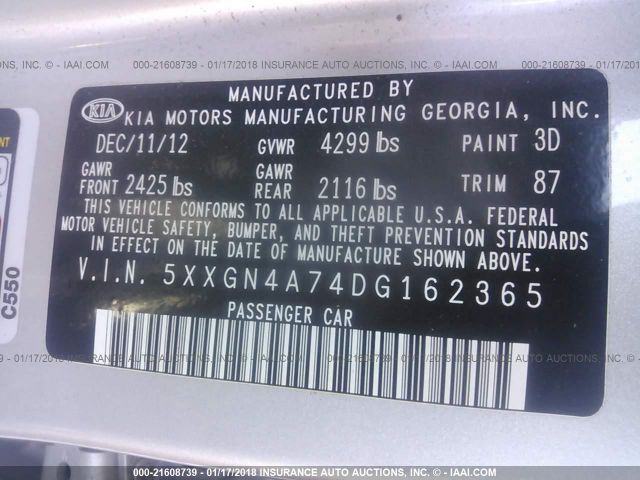 000-21608739 - 01/17/2018 INSURANCE AUTO AUCTIONS, INC. - © - IAAI.COM
MANUFACTURED BY
KIA
KIA MOTORS MANUFACTURING GEORGIA, INC.
DEC/11/12 GVWR 4299 lbs PAINT 3D
GAWR FRONT 2425 lbs GAWR REAR 2116 lbs TRIM 87
THIS VEHICLE CONFORMS TO ALL APPLICABLE U.S.A. FEDERAL
MOTOR VEHICLE SAFETY, BUMPER, AND THEFT PREVENTION STANDARDS
IN EFFECT ON THE DATE OF MANUFACTURE SHOWN ABOVE.
V.I.N. 5XXGN4A74DG162365
PASSENGER CAR
C550
000-21608739 - 01/17/2018 INSURANCE AUTO AUCTIONS, INC. - © - IAAI.COM